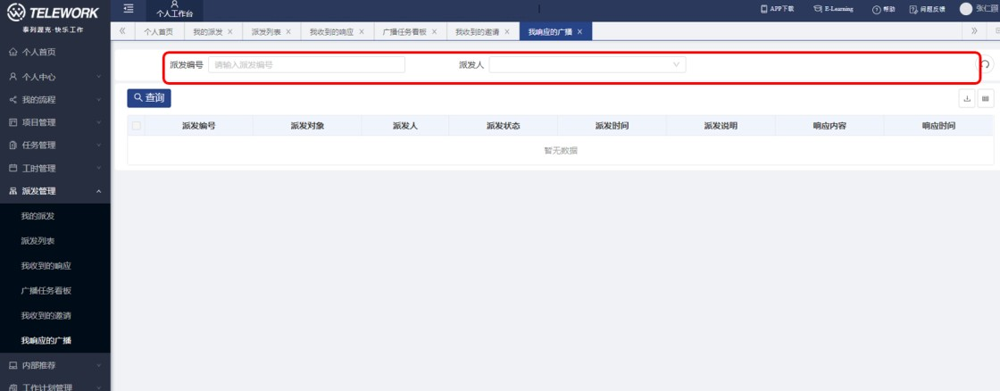 TELEWORK
泰列渥克·快乐工作
个人工作台
APP下载 E-Learning 帮助 问题反馈 张仁颢
个人首页 我的派发 派发列表 我收到的响应 广播任务看板 我收到的邀请 我响应的广播
个人首页
个人中心
我的流程
项目管理
任务管理
工时管理
派发管理
我的派发
派发列表
我收到的响应
广播任务看板
我收到的邀请
我响应的广播
内部推荐
工作计划管理
派发编号 请输入派发编号 派发人
查询
派发编号 派发对象 派发人 派发状态 派发时间 派发说明 响应内容 响应时间
暂无数据